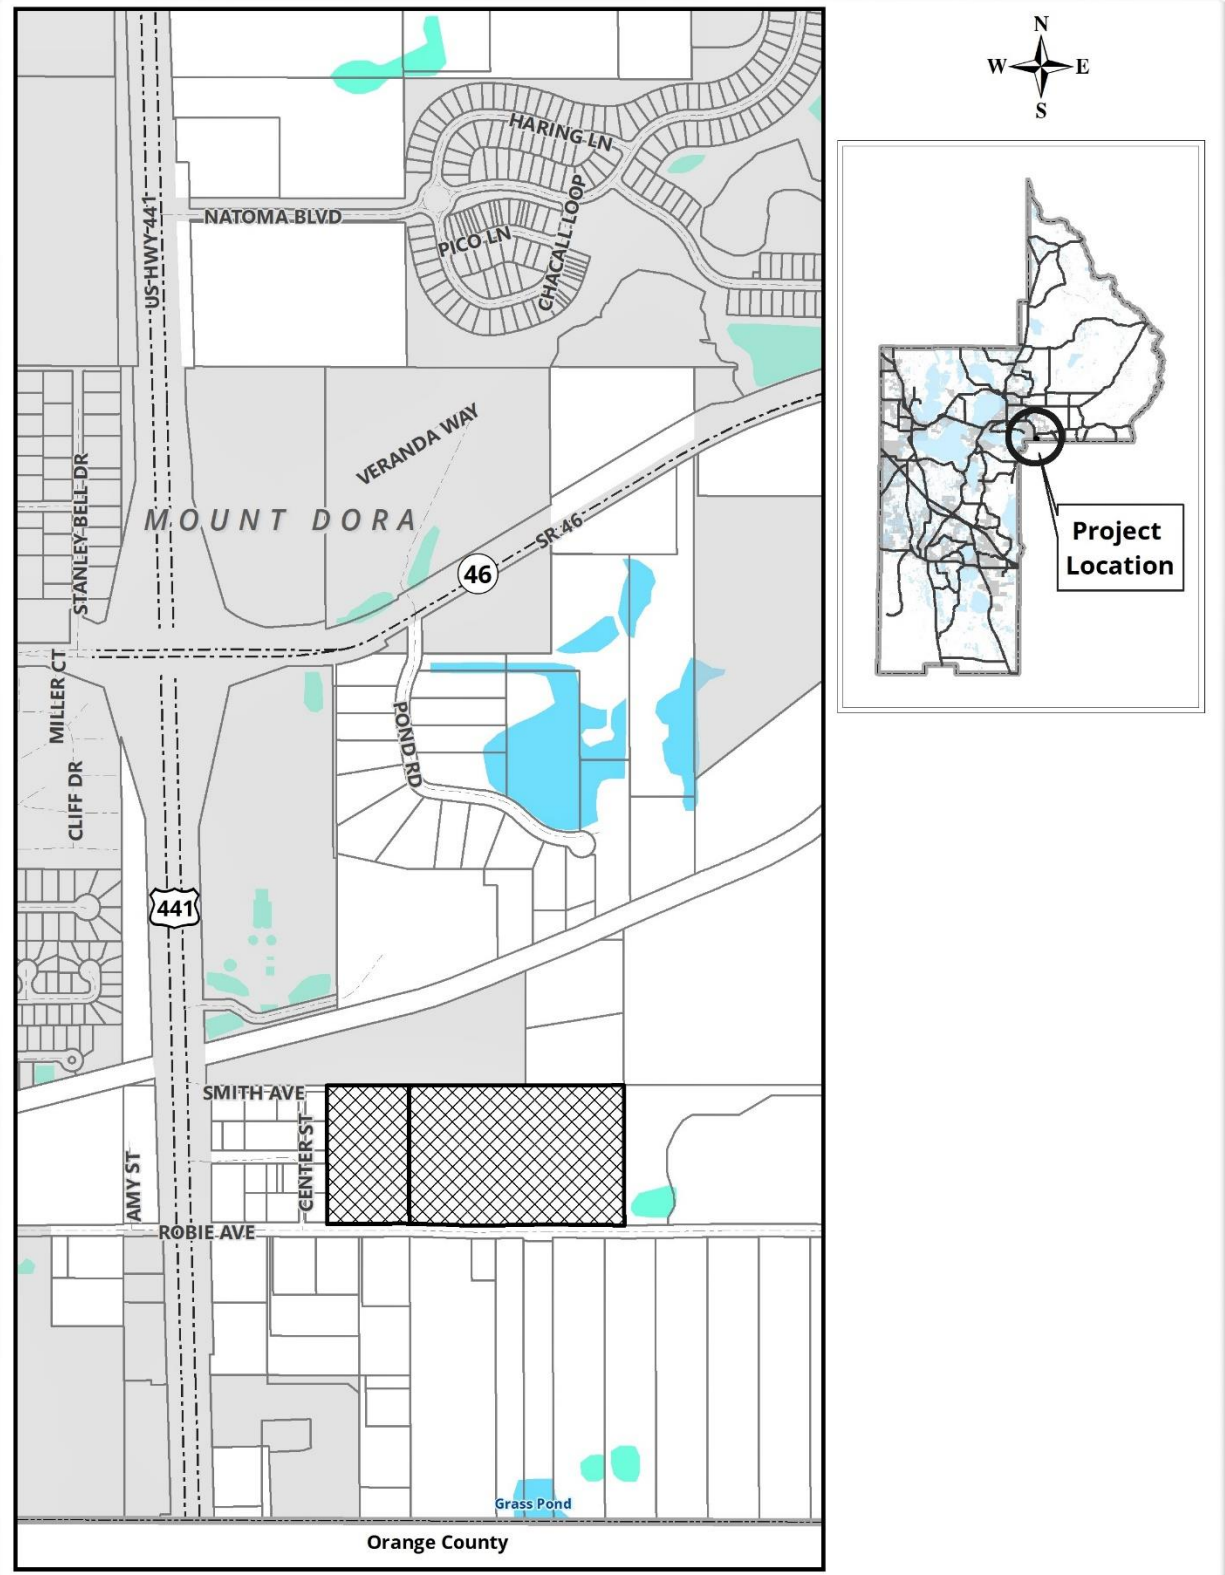 N
W E
S
HARING LN
NATOMA BLVD
US HWY 441
PICO LN
CHACALL LOOP
VERANDA WAY
STANLEY BELL DR
MOUNT DORA
SR 46
46
MILLER CT
POND RD
CLIFF DR
441
SMITH AVE
CENTER ST
AMY ST
ROBIE AVE
Grass Pond
Orange County
Project
Location